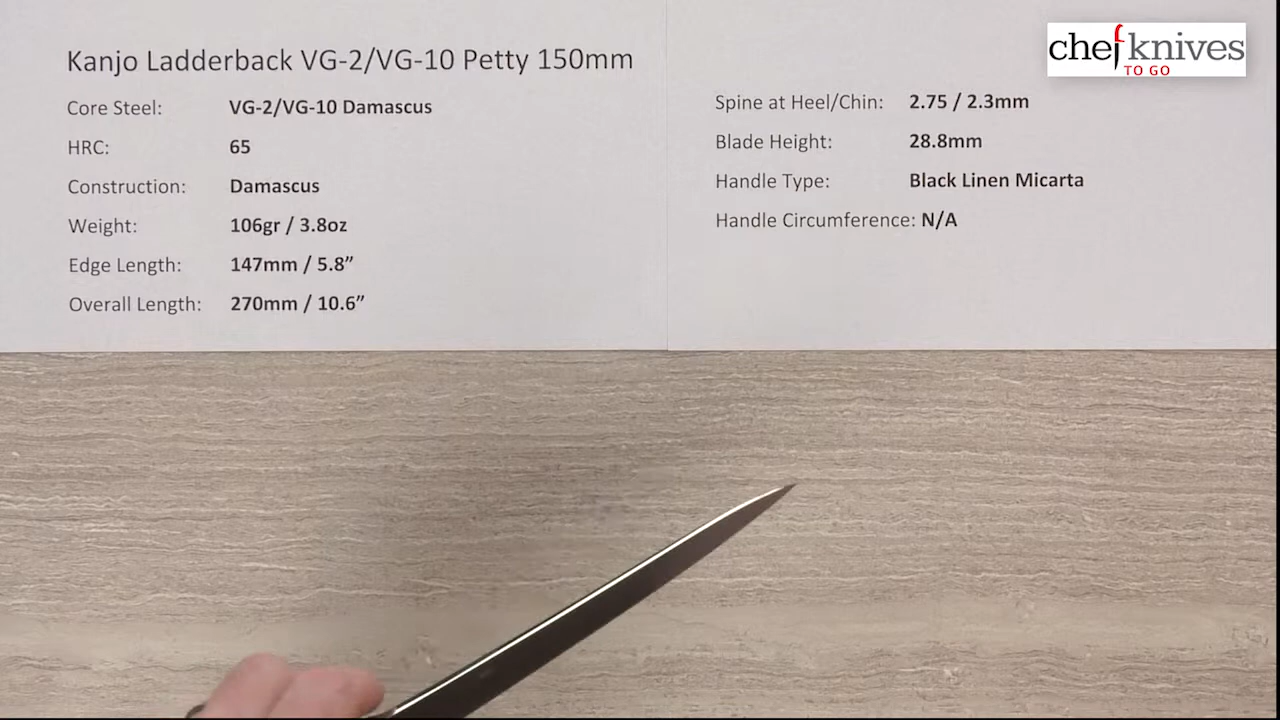 Kanjo Ladderback VG-2/VG-10 Petty 150mm
Core Steel: VG-2/VG-10 Damascus
HRC: 65
Construction: Damascus
Weight: 106gr / 3.8oz
Edge Length: 147mm / 5.8”
Overall Length: 270mm / 10.6”
Spine at Heel/Chin: 2.75 / 2.3mm
Blade Height: 28.8mm
Handle Type: Black Linen Micarta
Handle Circumference: N/A
chefknives
TO GO